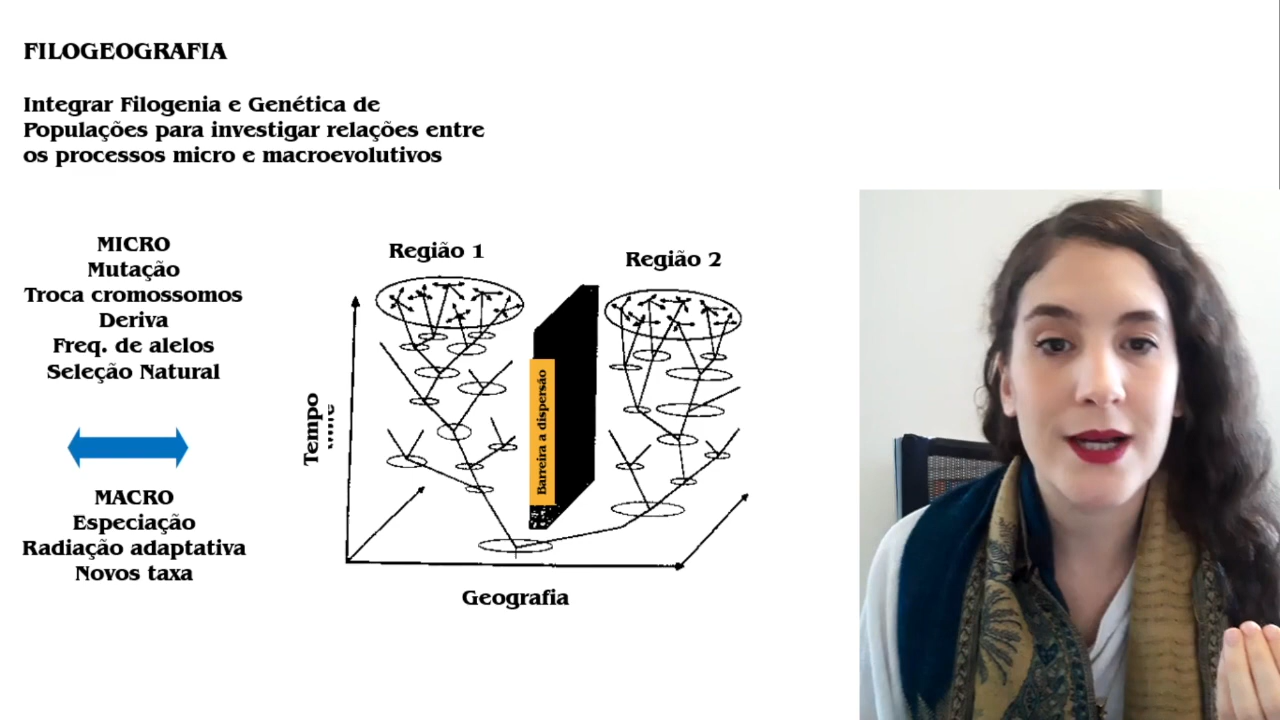 FILOGEOGRAFIA
Integrar Filogenia e Genética de
Populações para investigar relações entre
os processos micro e macroevolutivos
MICRO
Mutação
Troca cromossomos
Deriva
Freq. de alelos
Seleção Natural
MACRO
Especiação
Radiação adaptativa
Novos taxa
Região 1
Região 2
Tempo
Barreira a dispersão
Geografia